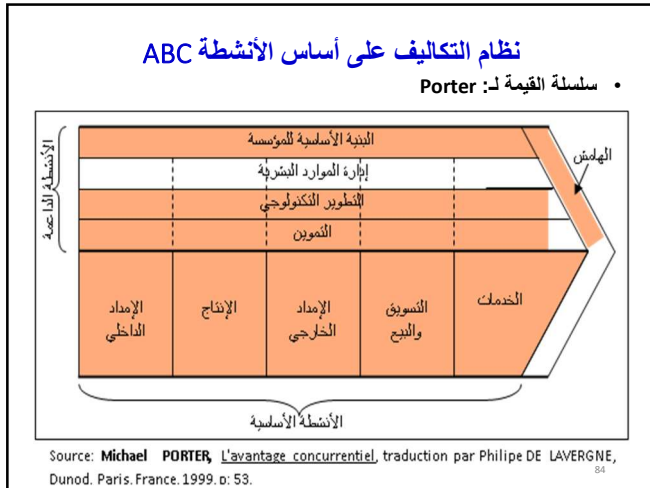 نظام التكاليف على أساس الأنشطة ABC
• سلسلة القيمة لـ: Porter
البنية الأساسية للمؤسسة
إدارة الموارد البشرية
التطوير التكنولوجي
التموين
الأنشطة الداعمة
الهامش
الإمداد الداخلي
الإنتاج
الإمداد الخارجي
التسويق والبيع
الخدمات
الأنشطة الأساسية
Source: Michael PORTER, L'avantage concurrentiel, traduction par Philipe DE LAVERGNE,
Dunod. Paris. France. 1999. p: 53.
84